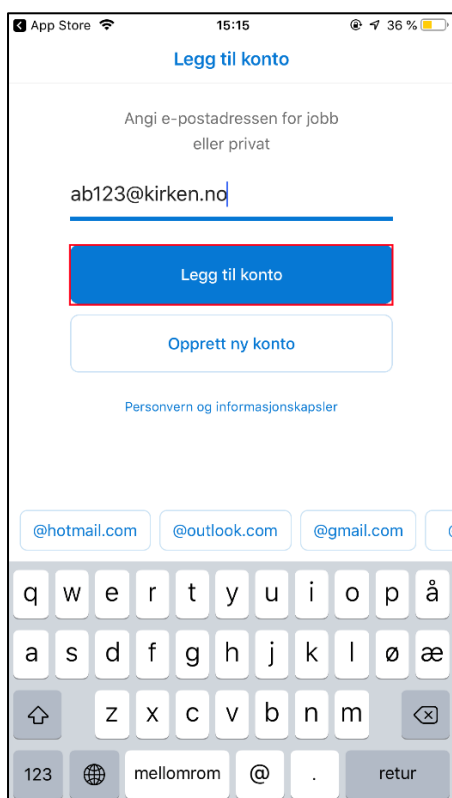 App Store 15:15 36 %
Legg til konto
Angi e-postadressen for jobb
eller privat
ab123@kirken.no
Legg til konto
Opprett ny konto
Personvern og informasjonskapsler
@hotmail.com @outlook.com @gmail.com
q w e r t y u i o p å
a s d f g h j k l ø æ
z x c v b n m
123 mellomrom @ . retur